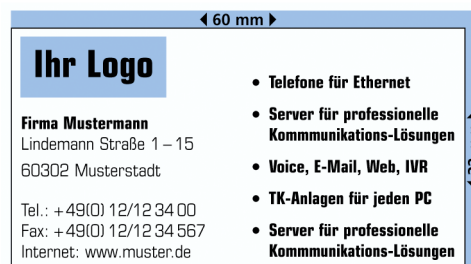 60 mm
Ihr Logo
Firma Mustermann
Lindemann Straße 1 – 15
60302 Musterstadt
Tel.: +49(0) 12/12 34 00
Fax: +49(0) 12/12 34 567
Internet: www.muster.de
• Telefone für Ethernet
• Server für professionelle
Kommmunikations-Lösungen
• Voice, E-Mail, Web, IVR
• TK-Anlagen für jeden PC
• Server für professionelle
Kommmunikations-Lösungen